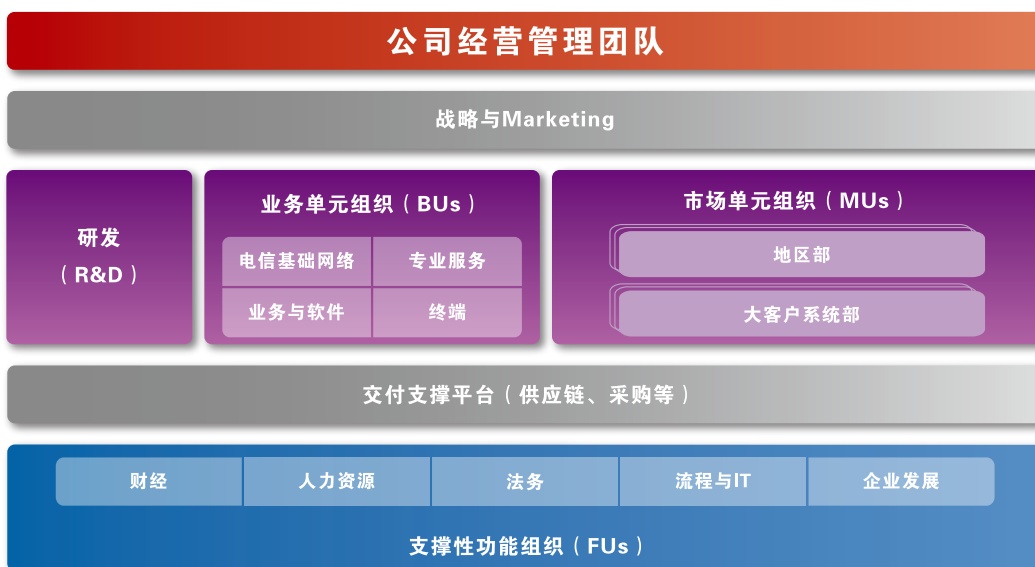 公司经营管理团队
战略与Marketing
研发
（R&D）
业务单元组织（BUs）
电信基础网络
专业服务
业务与软件
终端
市场单元组织（MUs）
地区部
大客户系统部
交付支撑平台（供应链、采购等）
财经
人力资源
法务
流程与IT
企业发展
支撑性功能组织（FUs）